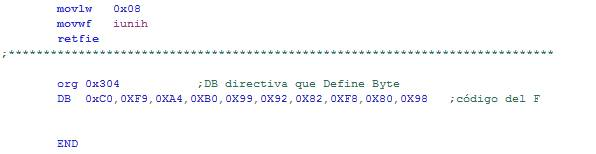 movlw 0x08
movwf iunih
retfie
;******************************************************************************
org 0x304 ;DB directiva que Define Byte
DB 0xC0,0XF9,0XA4,0XB0,0X99,0X92,0X82,0XF8,0X80,0X98 ;código del F
END